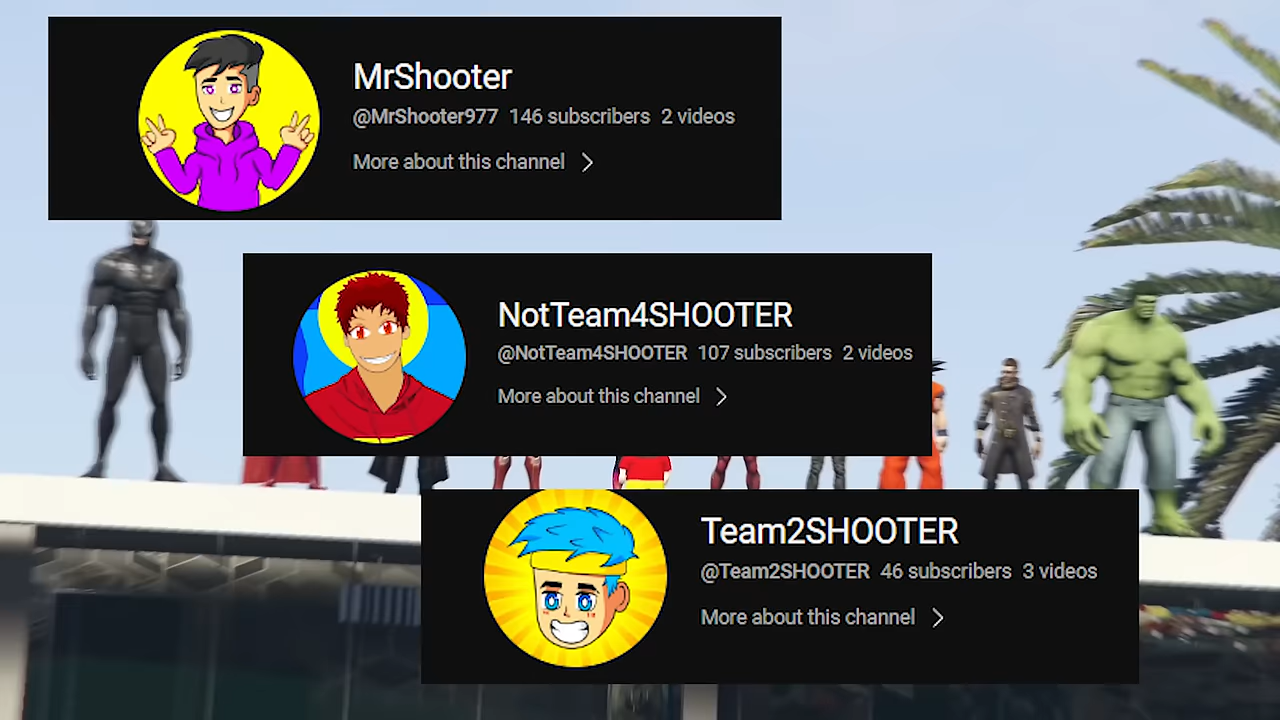 MrShooter
@MrShooter977 146 subscribers 2 videos
More about this channel
NotTeam4SHOOTER
@NotTeam4SHOOTER 107 subscribers 2 videos
More about this channel
Team2SHOOTER
@Team2SHOOTER 46 subscribers 3 videos
More about this channel